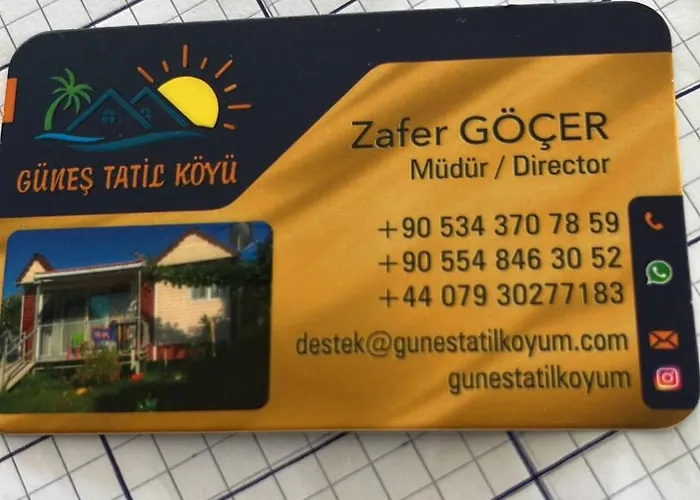 GÜNEŞ TATİL KÖYÜ
Zafer GÖÇER
Müdür / Director
+90 534 370 78 59
+90 554 846 30 52
+44 079 30277183
destek@gunestatilkoyum.com
gunestatilkoyum